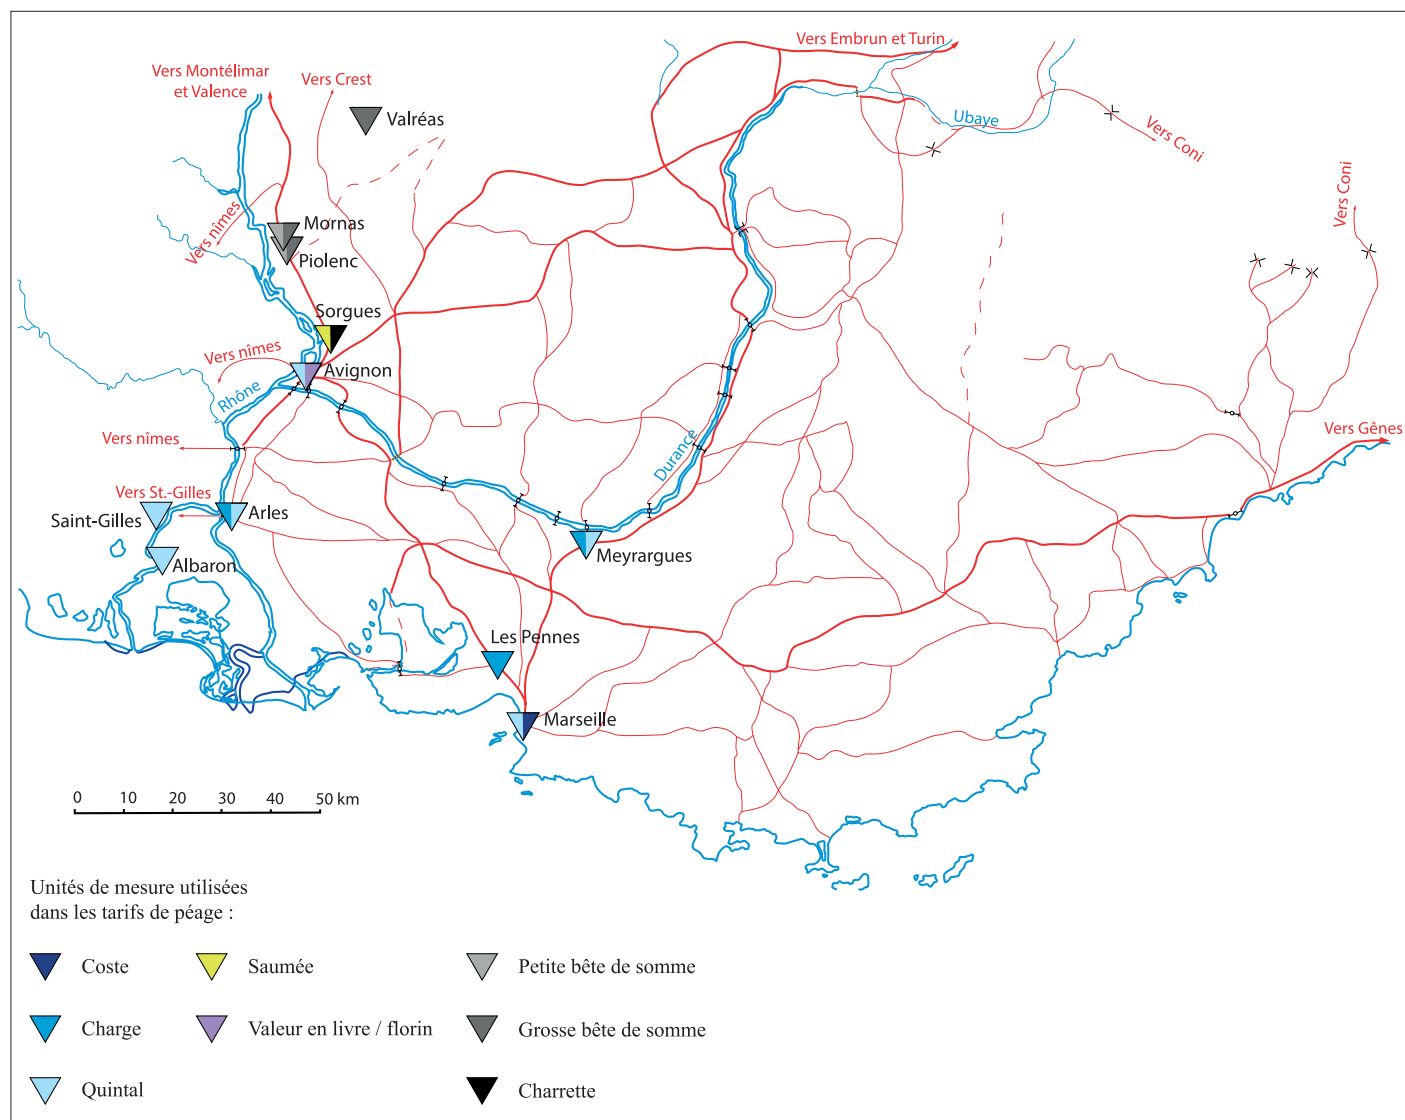 Vers Embrun et Turin
Vers Montélimar
et Valence
Vers Crest
Valréas
Ubaye
Vers Coni
Vers Coni
Vers nîmes
Mornas
Piolenc
Sorgues
Vers nîmes
Avignon
Rhône
Vers nîmes
Durance
Vers Gênes
Vers St.-Gilles
Saint-Gilles
Arles
Albaron
Meyrargues
Les Pennes
Marseille
0 10 20 30 40 50 km
Unités de mesure utilisées
dans les tarifs de péage :
Coste
Saumée
Petite bête de somme
Charge
Valeur en livre / florin
Grosse bête de somme
Quintal
Charrette